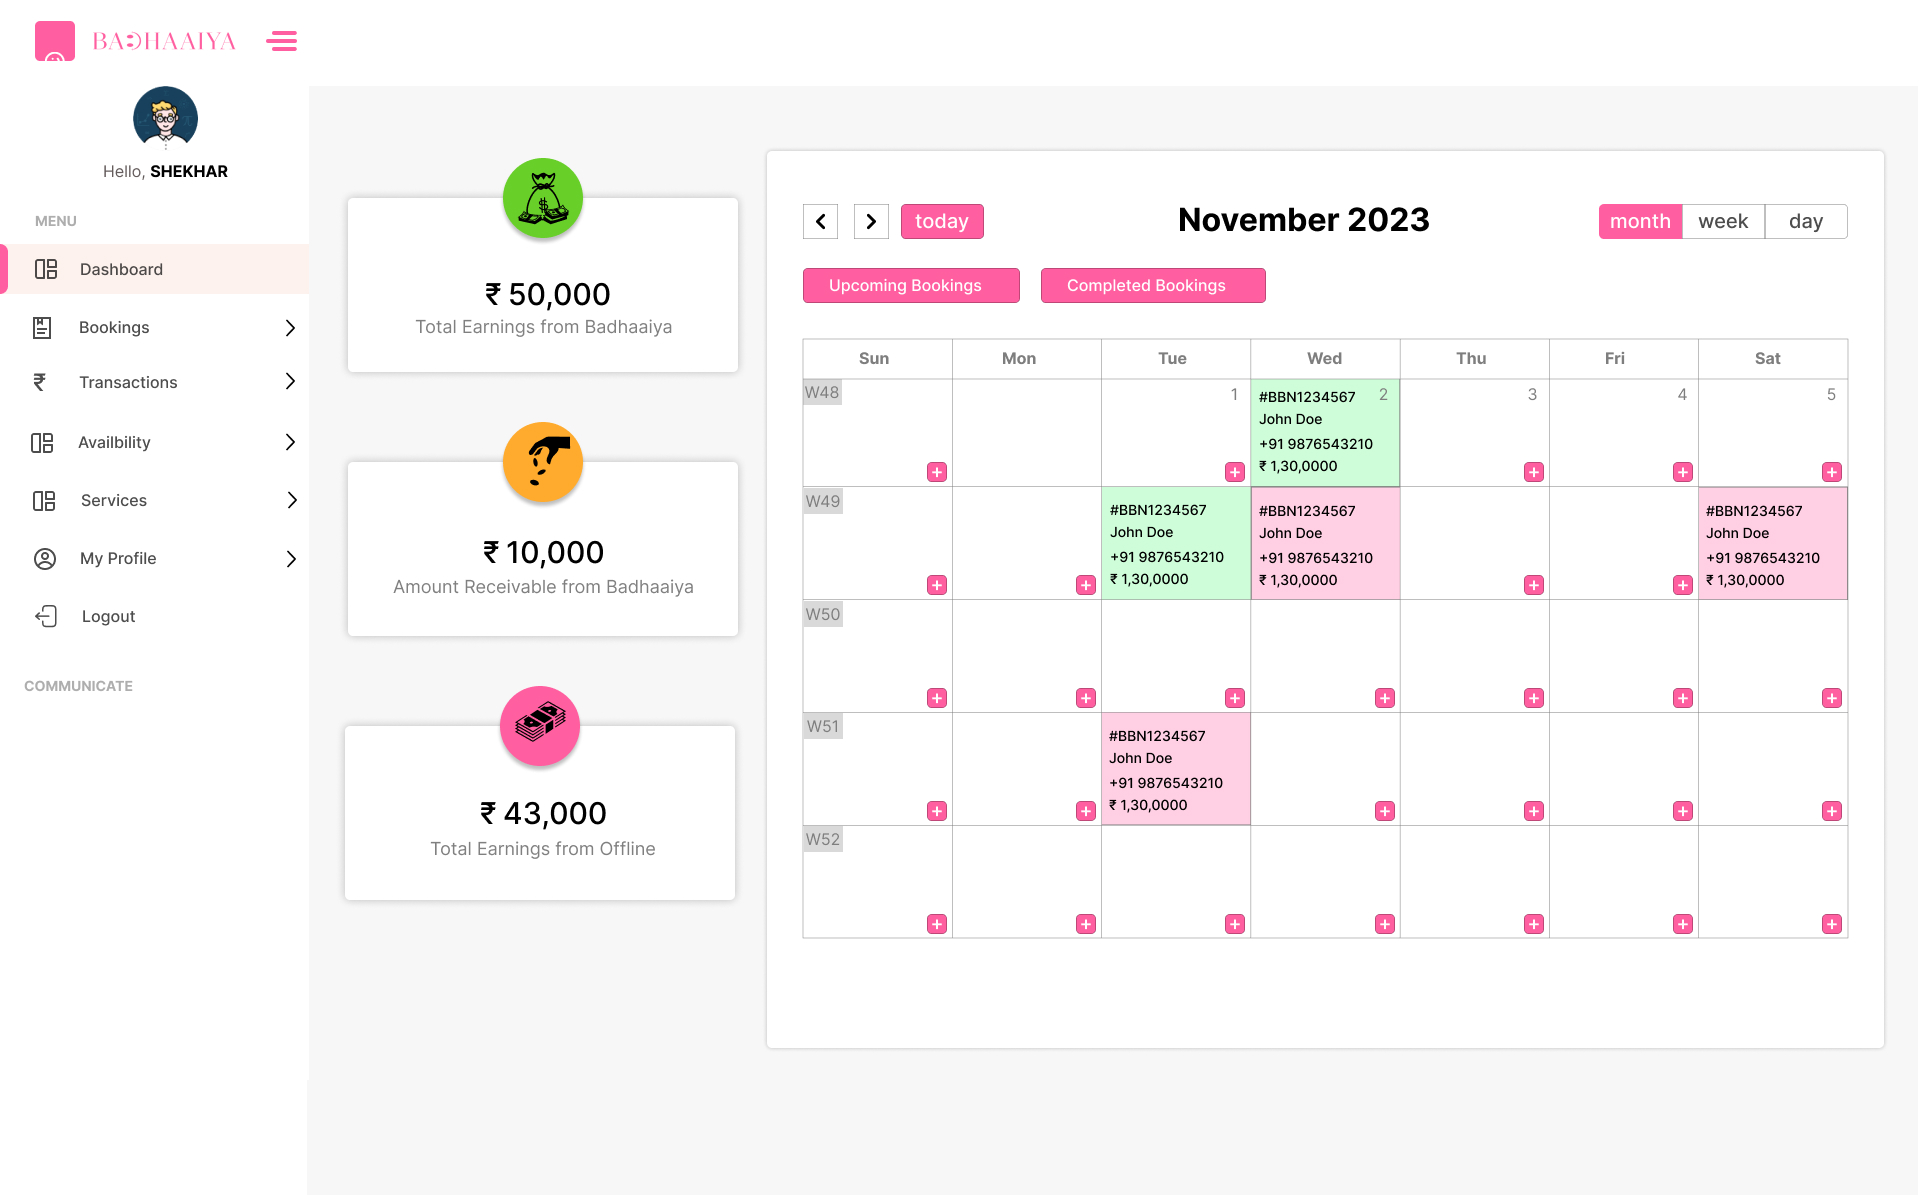 BADHAAIYA
Hello, SHEKHAR
MENU
Dashboard
Bookings
Transactions
Availbility
Services
My Profile
Logout
COMMUNICATE
₹ 50,000
Total Earnings from Badhaaiya
₹ 10,000
Amount Receivable from Badhaaiya
₹ 43,000
Total Earnings from Offline
today
November 2023
month week day
Upcoming Bookings Completed Bookings
Sun Mon Tue Wed Thu Fri Sat
W48
1
#BBN1234567 2
John Doe
+91 9876543210
₹ 1,30,0000
3
4
5
W49
#BBN1234567
John Doe
+91 9876543210
₹ 1,30,0000
#BBN1234567
John Doe
+91 9876543210
₹ 1,30,0000
#BBN1234567
John Doe
+91 9876543210
₹ 1,30,0000
W50
W51
#BBN1234567
John Doe
+91 9876543210
₹ 1,30,0000
W52